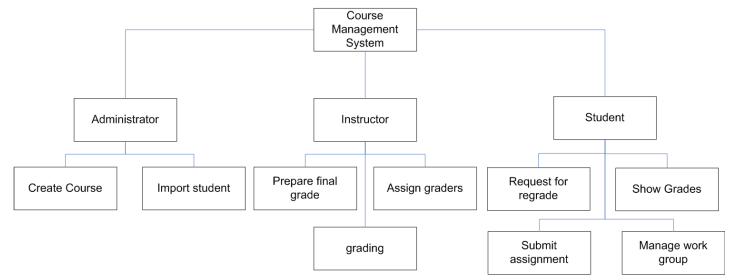 Course
Management
System
Administrator
Instructor
Student
Create Course
Import student
Prepare final
grade
Assign graders
Request for
regrade
Show Grades
grading
Submit
assignment
Manage work
group